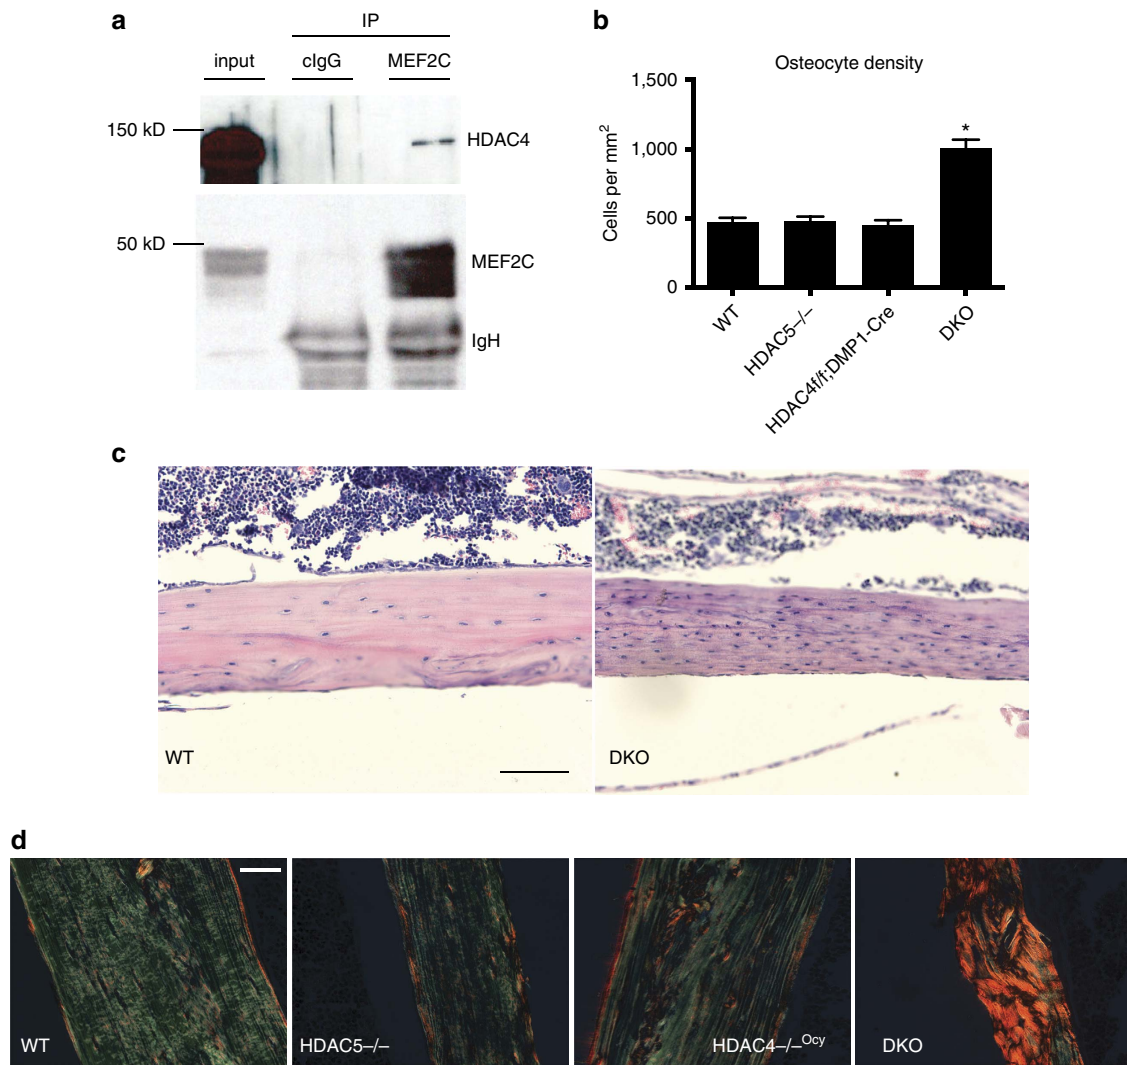 a
IP
input
cIgG
MEF2C
150 kD
HDAC4
50 kD
MEF2C
IgH
b
Osteocyte density
Cells per mm²
1,500
1,000
500
0
*
WT
HDAC5–/–
HDAC4f/f;DMP1-Cre
DKO
c
WT
DKO
d
WT
HDAC5–/–
HDAC4–/–ᴼᶜʸ
DKO